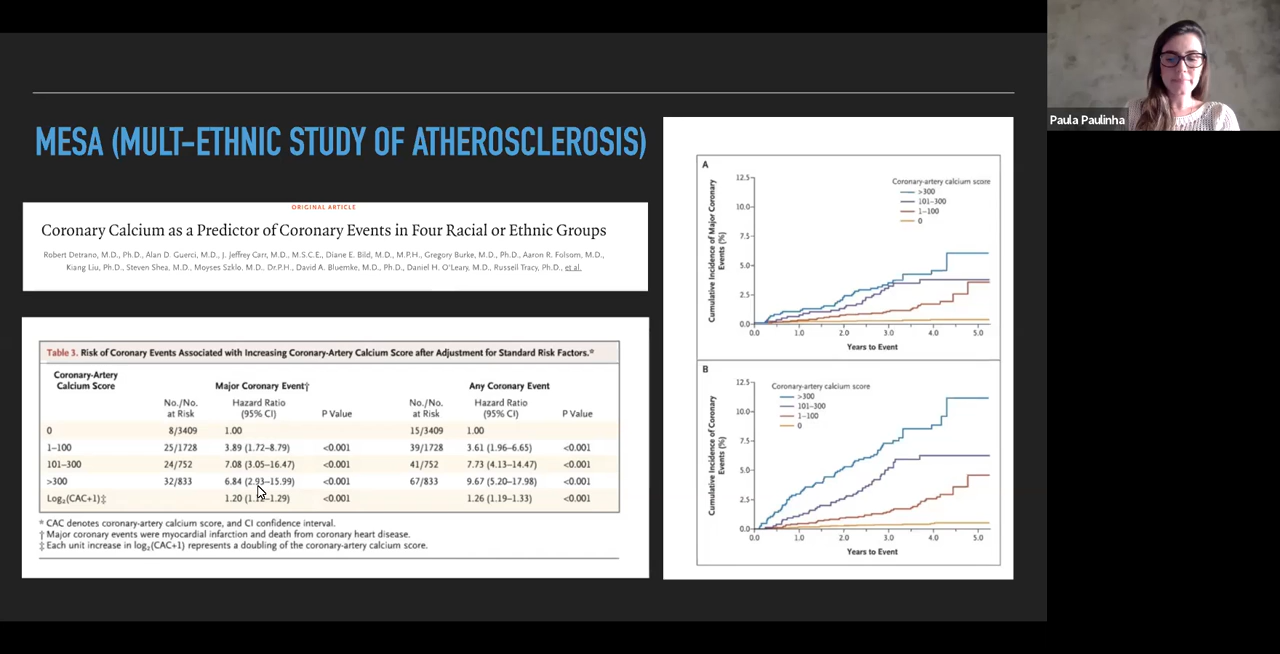 Paula Paulinha
MESA (MULT-ETHNIC STUDY OF ATHEROSCLEROSIS)
ORIGINAL ARTICLE
Coronary Calcium as a Predictor of Coronary Events in Four Racial or Ethnic Groups
Robert Detrano, M.D., Ph.D., Alan D. Guerci, M.D., J. Jeffrey Carr, M.D., M.S.C.E., Diane E. Bild, M.D., M.P.H., Gregory Burke, M.D., Ph.D., Aaron R. Folsom, M.D.,
Kiang Liu, Ph.D., Steven Shea, M.D., Moyses Szklo, M.D., Dr.P.H., David A. Bluemke, M.D., Ph.D., Daniel H. O'Leary, M.D., Russell Tracy, Ph.D., et al.
Table 3. Risk of Coronary Events Associated with Increasing Coronary-Artery Calcium Score after Adjustment for Standard Risk Factors.*
Coronary-Artery
Calcium Score Major Coronary Event† Any Coronary Event
No./No. Hazard Ratio No./No. Hazard Ratio
at Risk (95% CI) P Value at Risk (95% CI) P Value
0 8/3409 1.00 15/3409 1.00
1–100 25/1728 3.89 (1.72–8.79) <0.001 39/1728 3.61 (1.96–6.65) <0.001
101–300 24/752 7.08 (3.05–16.47) <0.001 41/752 7.73 (4.13–14.47) <0.001
>300 32/833 6.84 (2.93–15.99) <0.001 67/833 9.67 (5.20–17.98) <0.001
Log₂(CAC+1)‡ 1.20 –1.29) <0.001 1.26 (1.19–1.33) <0.001
* CAC denotes coronary-artery calcium score, and CI confidence interval.
† Major coronary events were myocardial infarction and death from coronary heart disease.
‡ Each unit increase in log₂(CAC+1) represents a doubling of the coronary-artery calcium score.
A
Cumulative Incidence of Major Coronary
Events (%)
12.5
10.0
7.5
5.0
2.5
0.0
Coronary-artery calcium score
>300
101–300
1–100
0
0.0 1.0 2.0 3.0 4.0 5.0
Years to Event
B
Cumulative Incidence of Coronary
Events (%)
12.5
10.0
7.5
5.0
2.5
0.0
Coronary-artery calcium score
>300
101–300
1–100
0
0.0 1.0 2.0 3.0 4.0 5.0
Years to Event